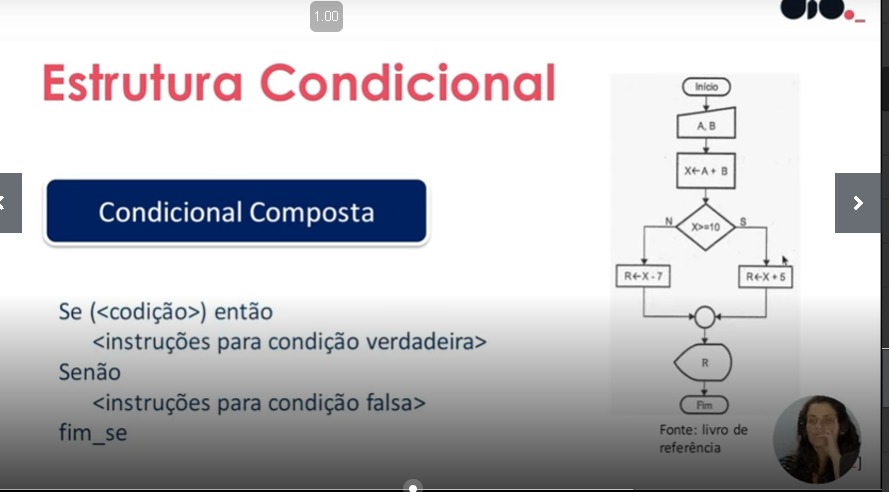 1.00
dio.
Estrutura Condicional
Condicional Composta
Se (<codição>) então
<instruções para condição verdadeira>
Senão
<instruções para condição falsa>
fim_se
Início
A, B
X←A + B
N
X>=10
S
R←X - 7
R←X + 5
R
Fim
Fonte: livro de
referência